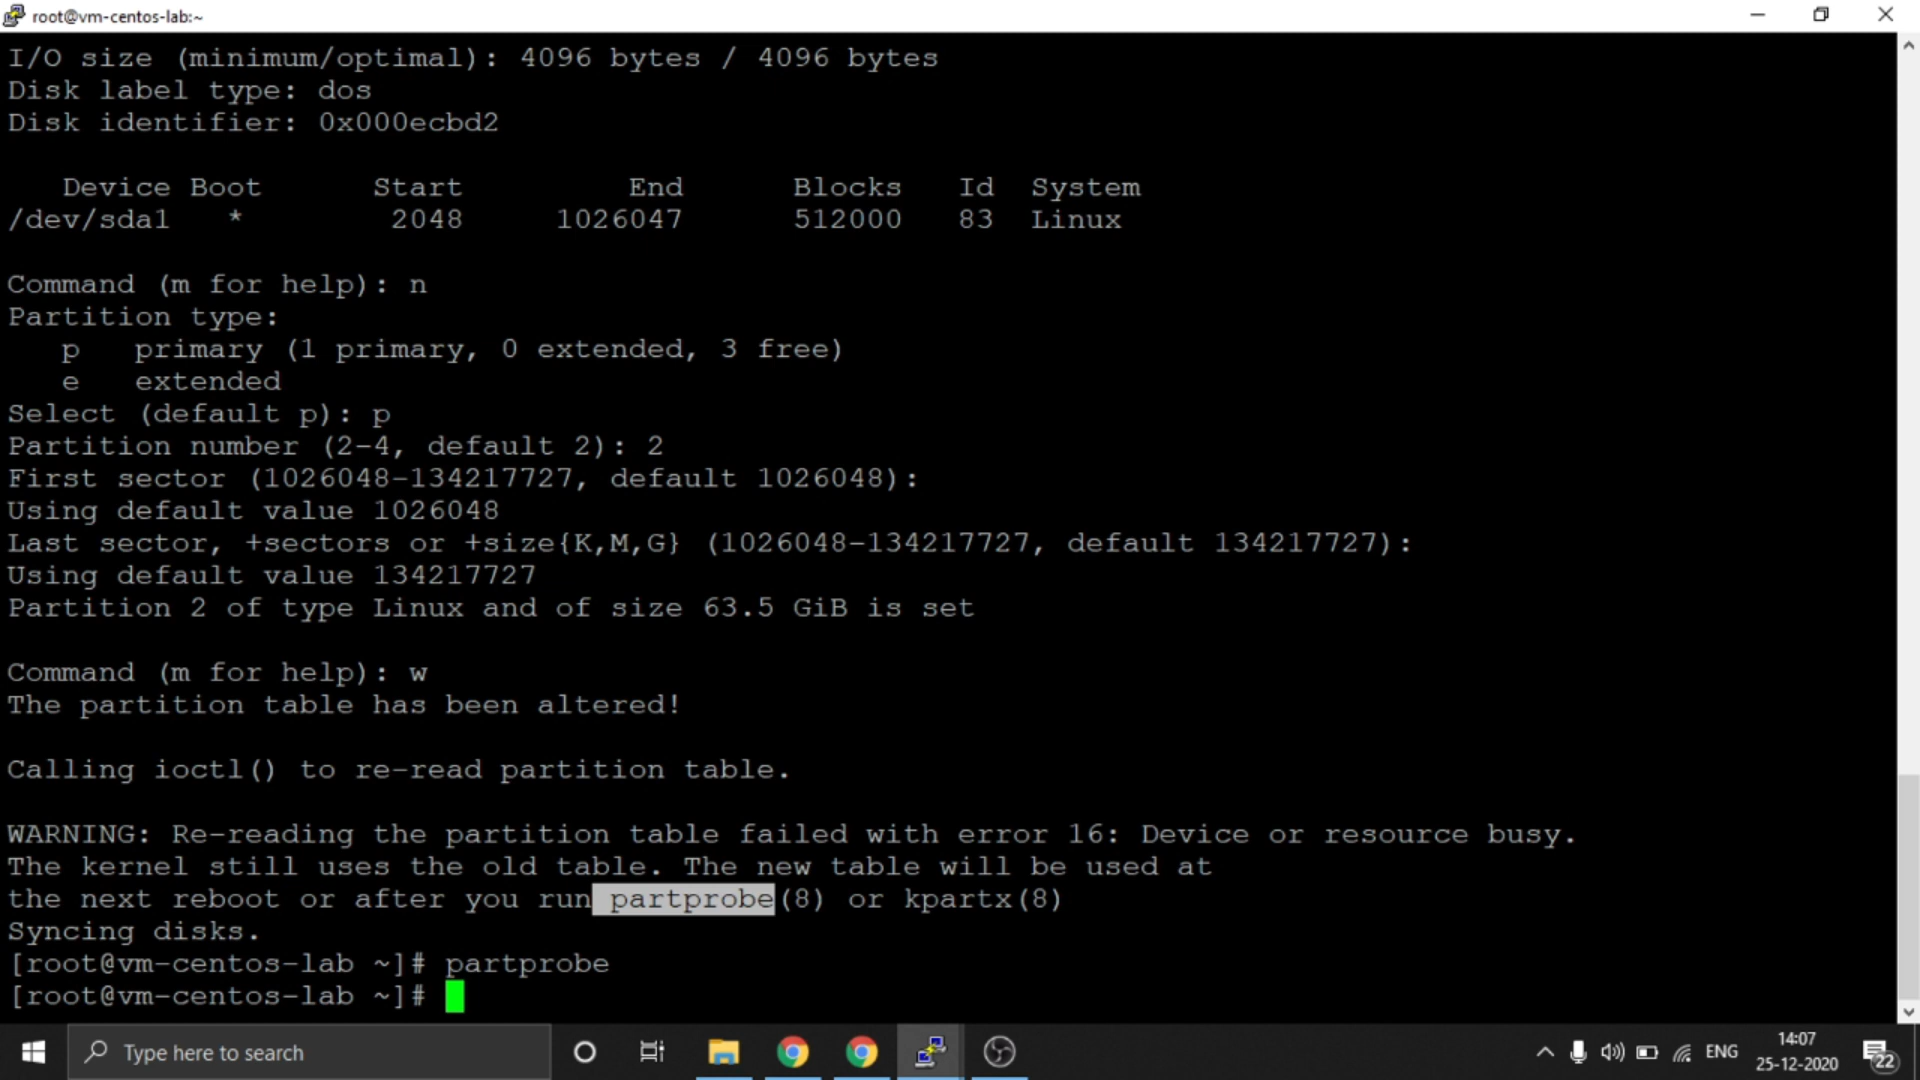 root@vm-centos-lab:~
I/O size (minimum/optimal): 4096 bytes / 4096 bytes
Disk label type: dos
Disk identifier: 0x000ecbd2
Device Boot Start End Blocks Id System
/dev/sda1 * 2048 1026047 512000 83 Linux
Command (m for help): n
Partition type:
p primary (1 primary, 0 extended, 3 free)
e extended
Select (default p): p
Partition number (2-4, default 2): 2
First sector (1026048-134217727, default 1026048):
Using default value 1026048
Last sector, +sectors or +size{K,M,G} (1026048-134217727, default 134217727):
Using default value 134217727
Partition 2 of type Linux and of size 63.5 GiB is set
Command (m for help): w
The partition table has been altered!
Calling ioctl() to re-read partition table.
WARNING: Re-reading the partition table failed with error 16: Device or resource busy.
The kernel still uses the old table. The new table will be used at
the next reboot or after you run partprobe(8) or kpartx(8)
Syncing disks.
[root@vm-centos-lab ~]# partprobe
[root@vm-centos-lab ~]#
Type here to search
ENG
14:07
25-12-2020
22